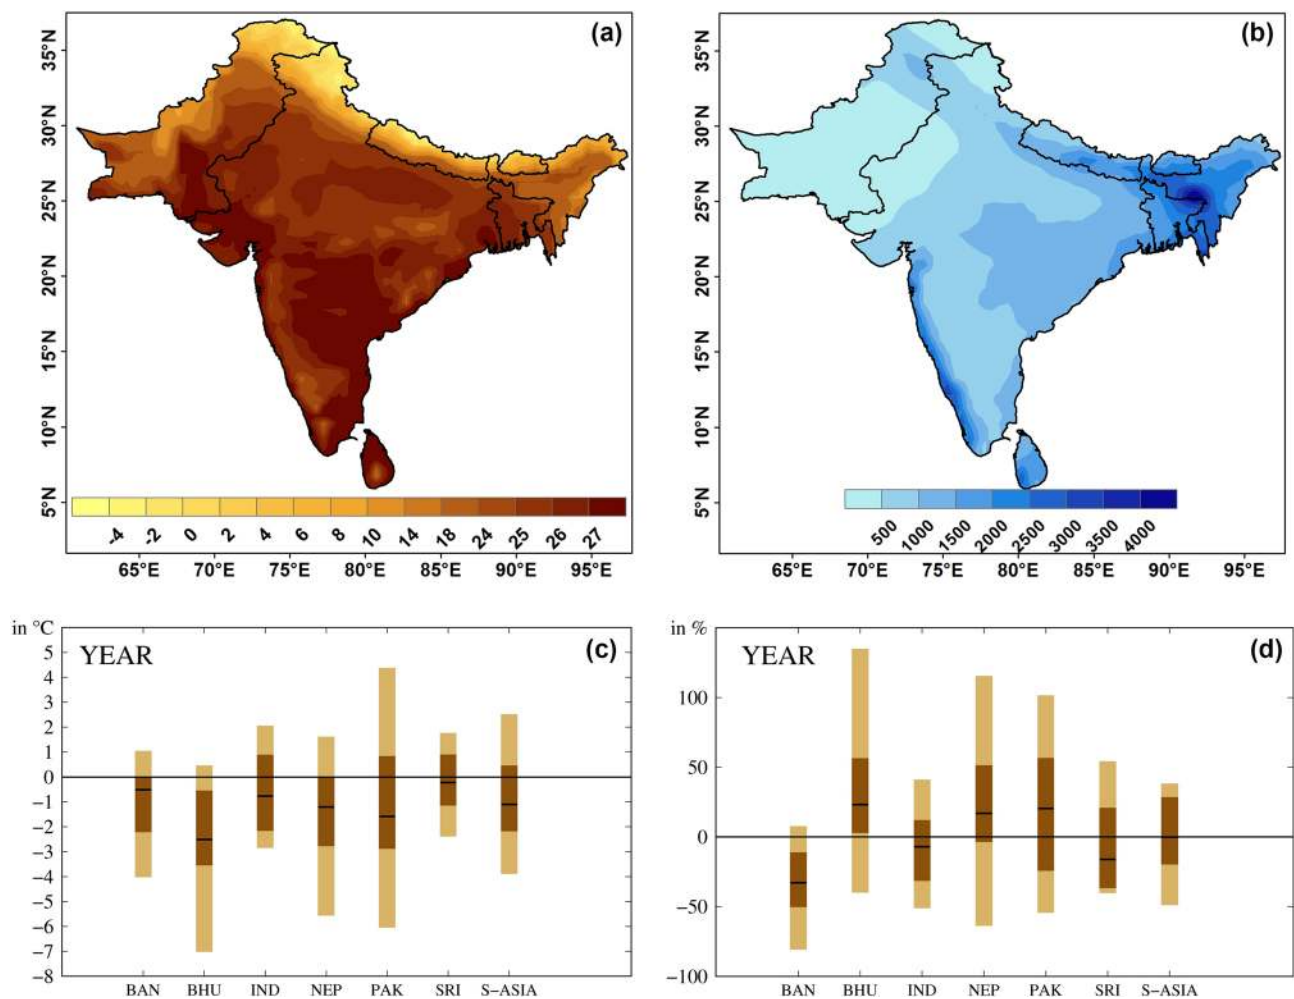 (a)
35°N
30°N
25°N
20°N
15°N
10°N
5°N
-4 -2 0 2 4 6 8 10 14 18 24 25 26 27
65°E 70°E 75°E 80°E 85°E 90°E 95°E
(b)
35°N
30°N
25°N
20°N
15°N
10°N
5°N
500 1000 1500 2000 2500 3000 3500 4000
65°E 70°E 75°E 80°E 85°E 90°E 95°E
in °C
YEAR
(c)
5
4
3
2
1
0
−1
−2
−3
−4
−5
−6
−7
−8
BAN BHU IND NEP PAK SRI S−ASIA
in %
YEAR
(d)
100
50
0
−50
−100
BAN BHU IND NEP PAK SRI S−ASIA